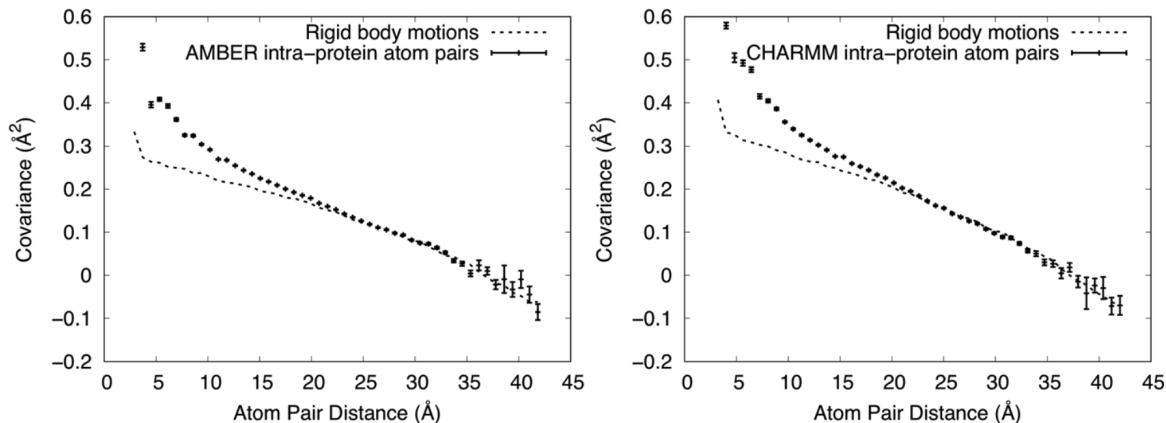 0.6
0.5
0.4
0.3
0.2
0.1
0
−0.1
−0.2
Covariance (Å²)
Rigid body motions
AMBER intra−protein atom pairs
0 5 10 15 20 25 30 35 40 45
Atom Pair Distance (Å)
0.6
0.5
0.4
0.3
0.2
0.1
0
−0.1
−0.2
Covariance (Å²)
Rigid body motions
CHARMM intra−protein atom pairs
0 5 10 15 20 25 30 35 40 45
Atom Pair Distance (Å)